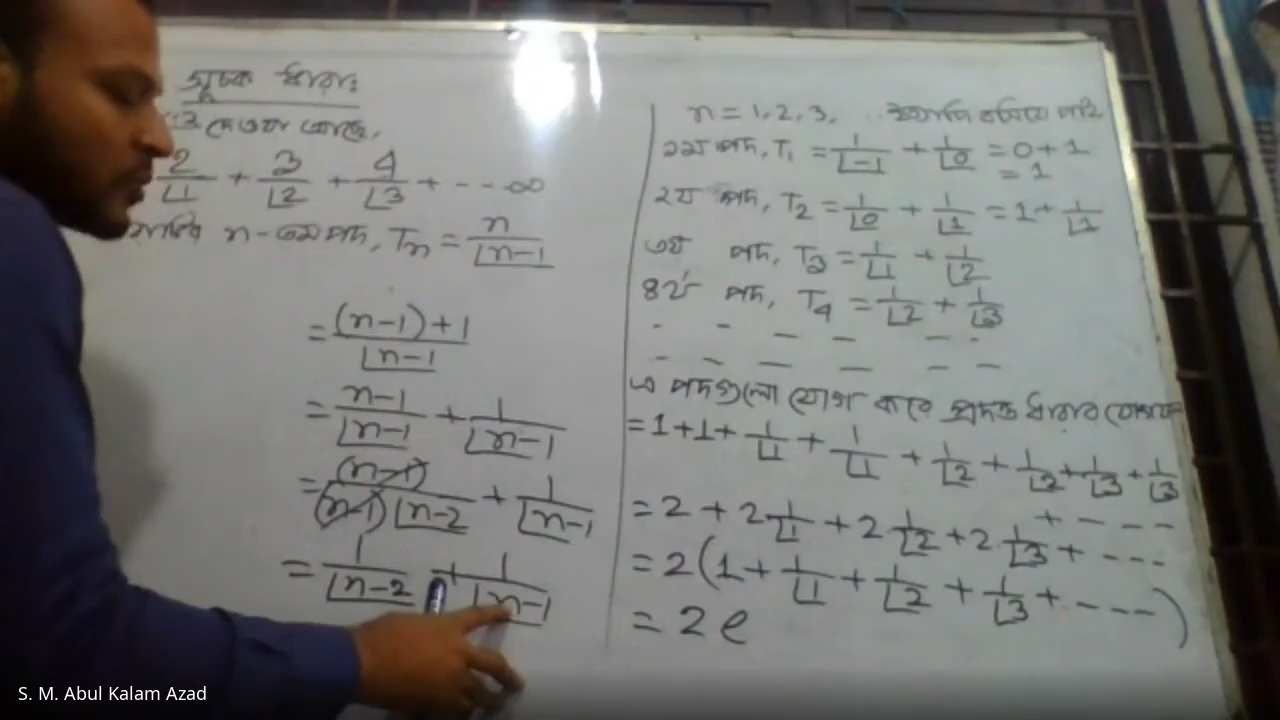 সূচক ধারাঃ
দেওয়া আছে,
2/⌊1 + 3/⌊2 + 4/⌊3 + - - ∞
n-তম পদ, Tn = n/⌊n-1
= (n-1)+1/⌊n-1
= n-1/⌊n-1 + 1/⌊n-1
= (n-1)/(n-1)⌊n-2 + 1/⌊n-1
= 1/⌊n-2 + 1/⌊n-1
n = 1, 2, 3, .. ইত্যাদি বসিয়ে পাই
১ম পদ, T1 = 1/⌊-1 + 1/⌊0 = 0+1
= 1
২য় পদ, T2 = 1/⌊0 + 1/⌊1 = 1+ 1/⌊1
৩য় পদ, T3 = 1/⌊1 + 1/⌊2
৪র্থ পদ, T4 = 1/⌊2 + 1/⌊3
- - - - - -
- - - - - -
এ পদগুলো যোগ করে প্রদত্ত ধারার যোগফল
= 1+1+ 1/⌊1 + 1/⌊1 + 1/⌊2 + 1/⌊2 + 1/⌊3 + 1/⌊3
+ - - - -
= 2 + 2 1/⌊1 + 2 1/⌊2 + 2. 1/⌊3 + - - -
= 2(1 + 1/⌊1 + 1/⌊2 + 1/⌊3 + - - - -)
= 2e
S. M. Abul Kalam Azad